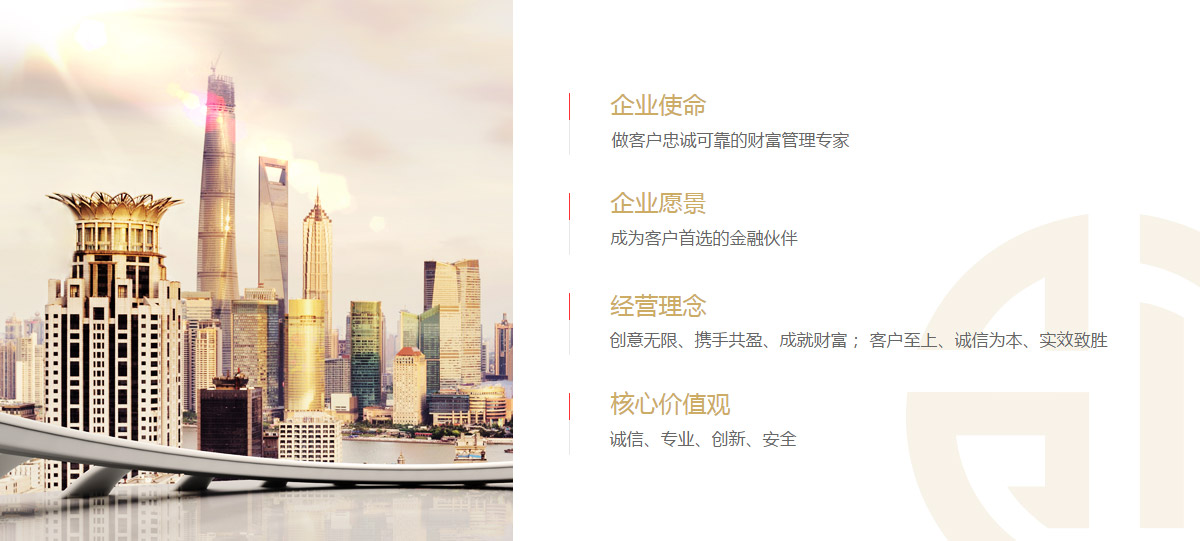 企业使命
做客户忠诚可靠的财富管理专家
企业愿景
成为客户首选的金融伙伴
经营理念
创意无限、携手共盈、成就财富； 客户至上、诚信为本、实效致胜
核心价值观
诚信、专业、创新、安全